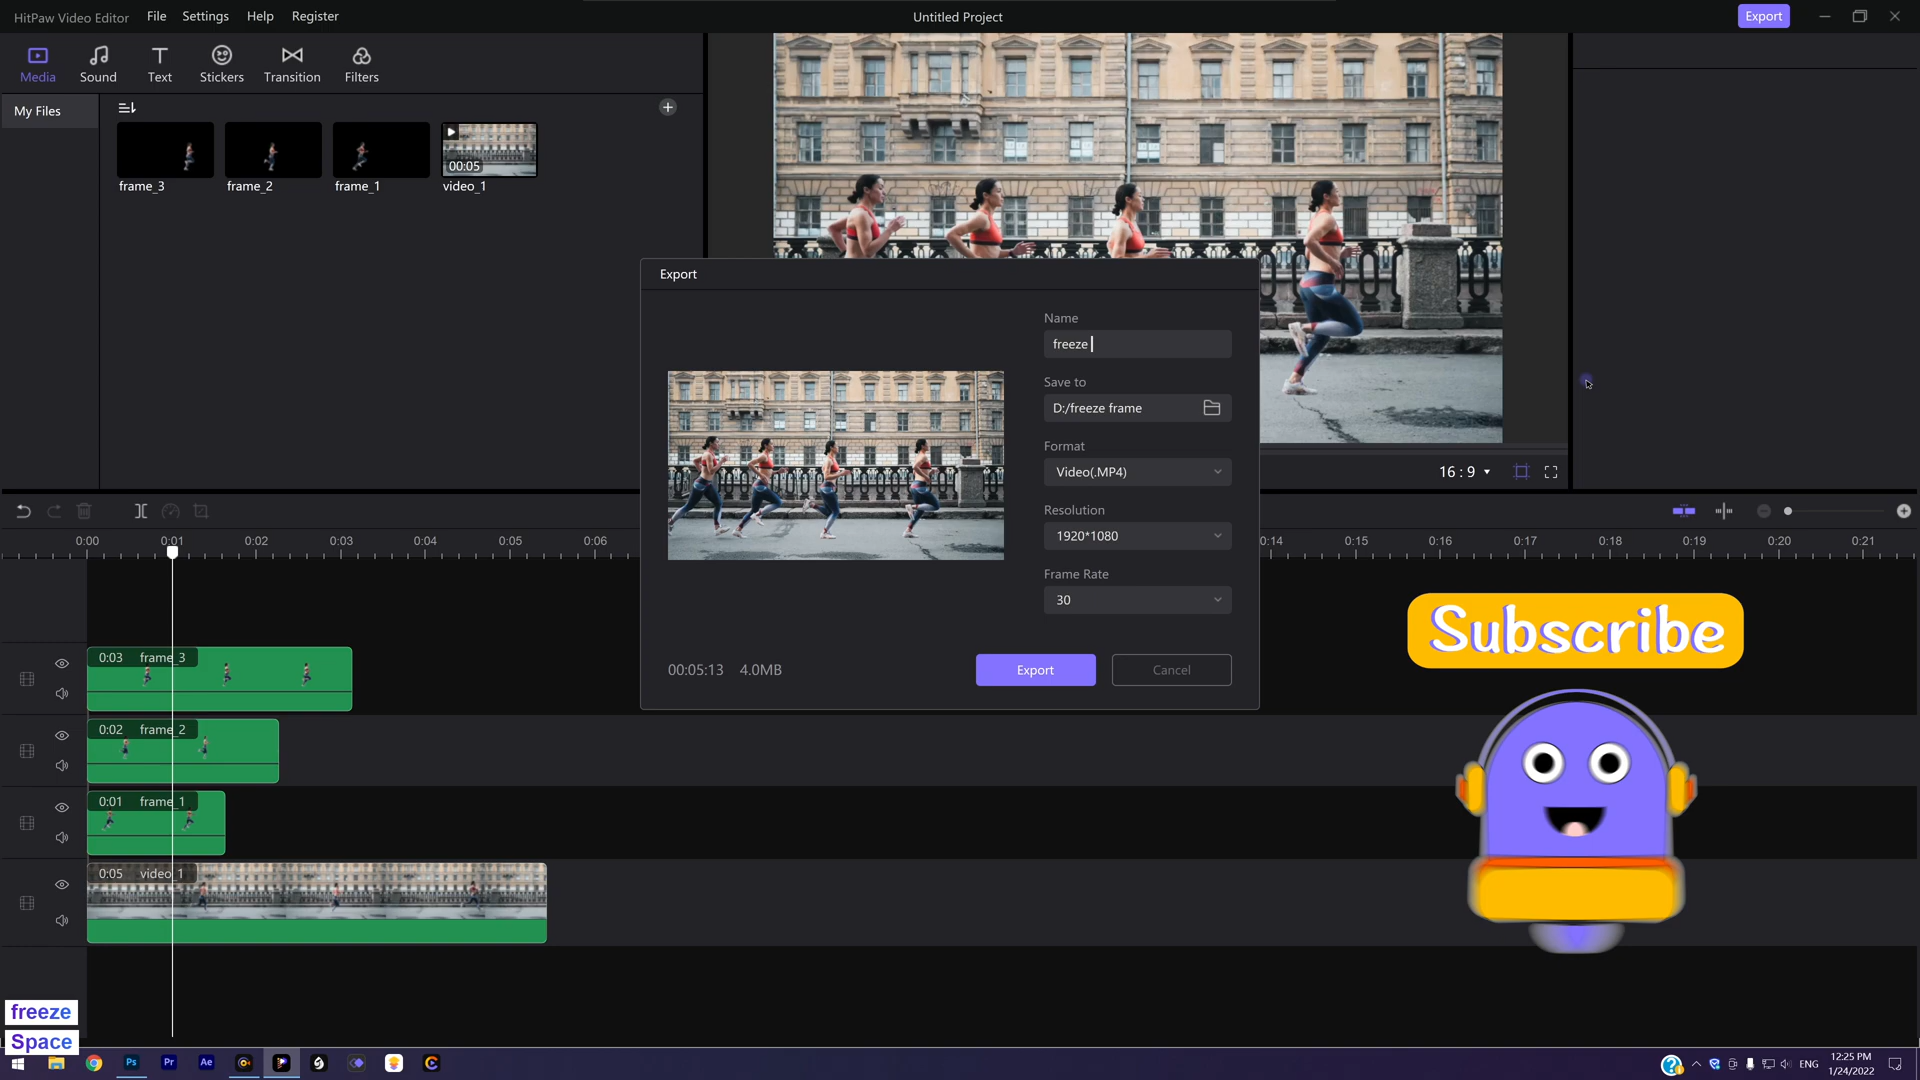 HitPaw Video Editor File Settings Help Register Untitled Project Export
Media Sound Text Stickers Transition Filters
My Files
00:05
frame_3 frame_2 frame_1 video_1
Export
Name
freeze
Save to
D:/freeze frame
Format
Video(.MP4)
Resolution
1920*1080
Frame Rate
30
00:05:13 4.0MB Export Cancel
16 : 9
0:00 0:01 0:02 0:03 0:04 0:05 0:06 0:14 0:15 0:16 0:17 0:18 0:19 0:20 0:21
Subscribe
0:03 frame_3
0:02 frame_2
0:01 frame_1
0:05 video_1
freeze
Space
Ps Pr Ae
ENG
12:25 PM
1/24/2022